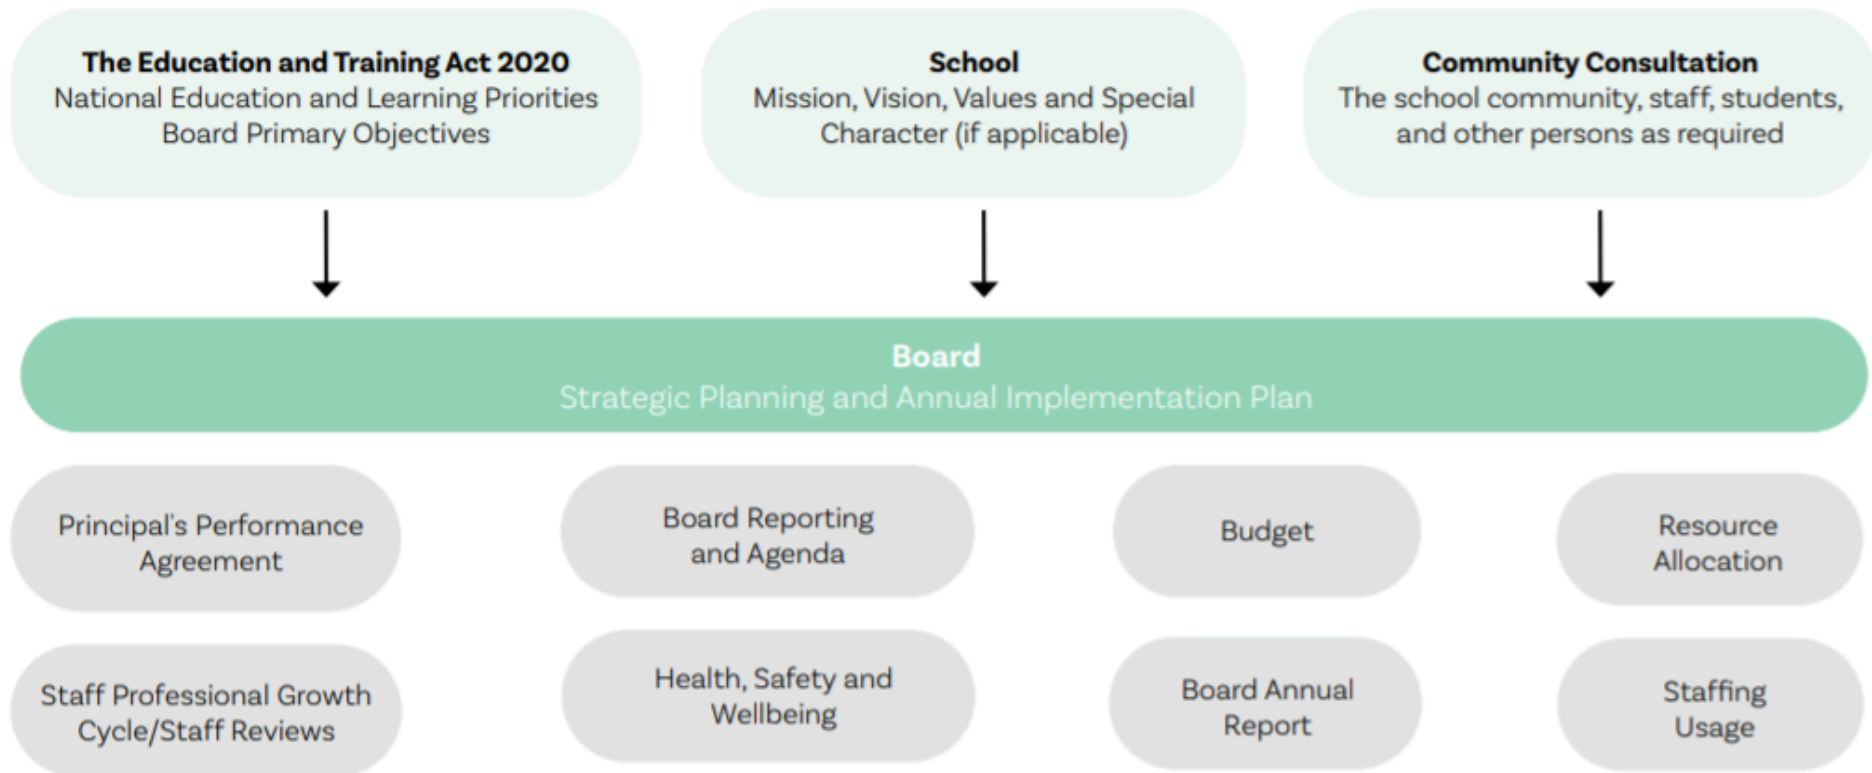 The Education and Training Act 2020
National Education and Learning Priorities
Board Primary Objectives
School
Mission, Vision, Values and Special
Character (if applicable)
Community Consultation
The school community, staff, students,
and other persons as required
Board
Strategic Planning and Annual Implementation Plan
Principal's Performance
Agreement
Board Reporting
and Agenda
Budget
Resource
Allocation
Staff Professional Growth
Cycle/Staff Reviews
Health, Safety and
Wellbeing
Board Annual
Report
Staffing
Usage